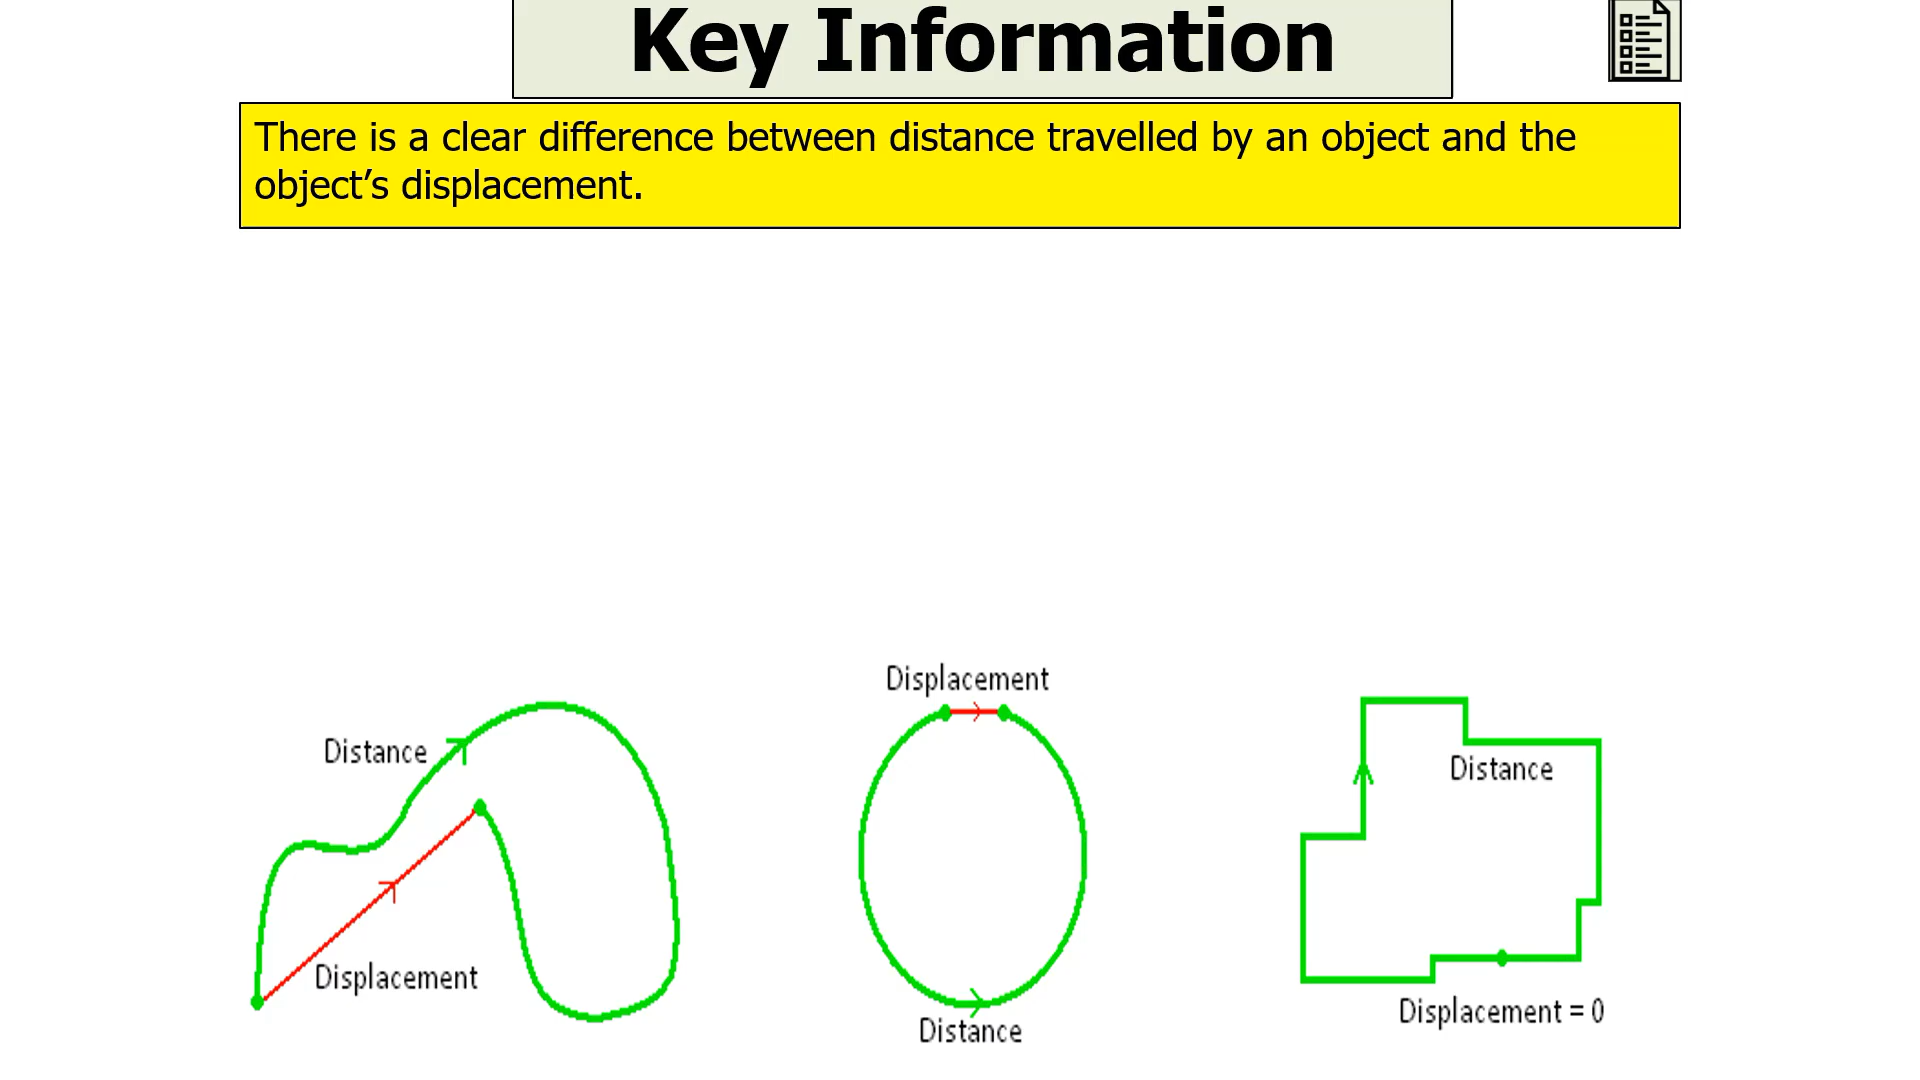 Key Information
There is a clear difference between distance travelled by an object and the
object’s displacement.
Displacement
Distance
Distance
Displacement
Displacement = 0
Distance